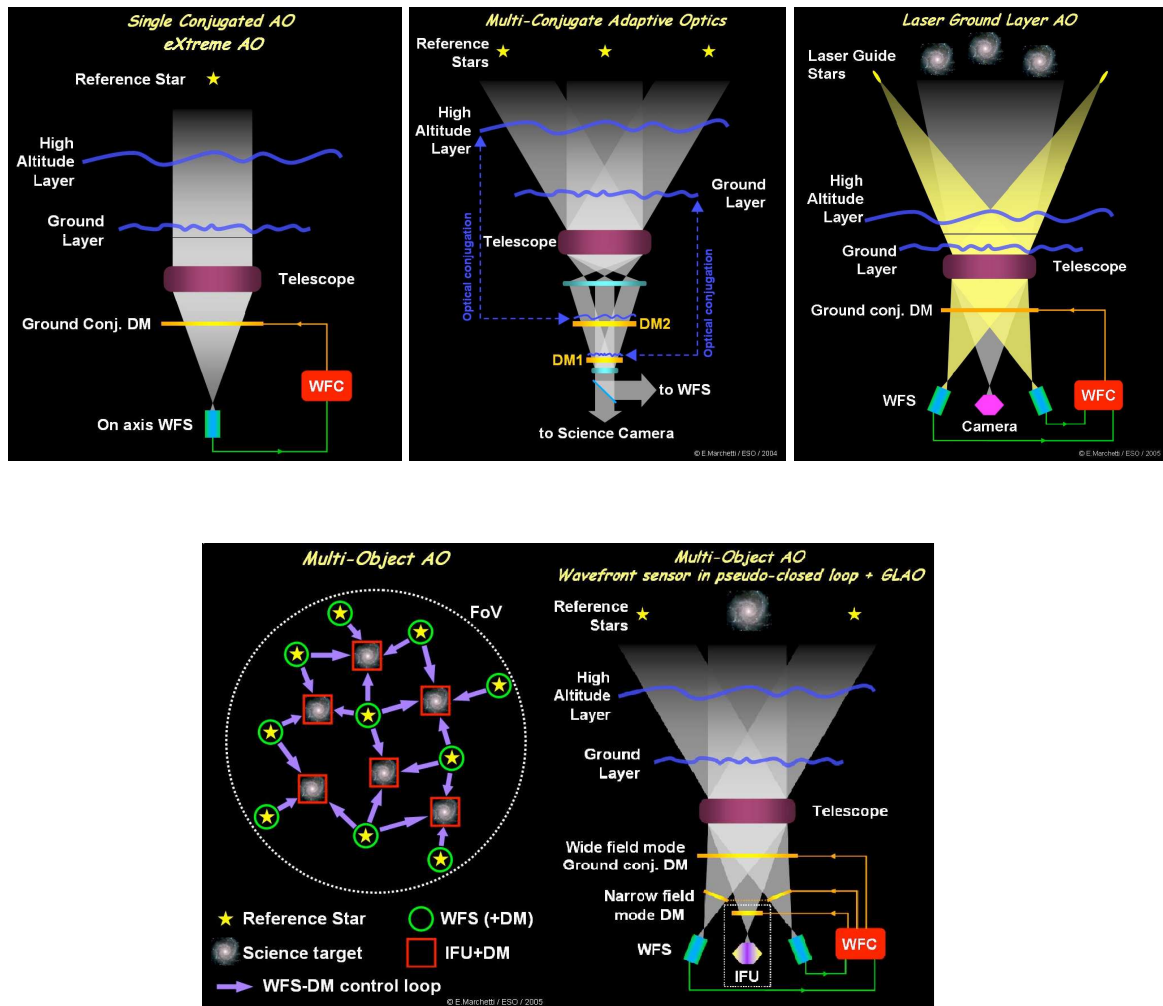 Single Conjugated AO
eXtreme AO
Reference Star
High
Altitude
Layer
Ground
Layer
Telescope
Ground Conj. DM
WFC
On axis WFS
Multi-Conjugate Adaptive Optics
Reference
Stars
High
Altitude
Layer
Ground
Layer
Telescope
Optical conjugation
Optical conjugation
DM2
DM1
to WFS
to Science Camera
© E.Marchetti / ESO / 2004
Laser Ground Layer AO
Laser Guide
Stars
High
Altitude
Layer
Ground
Layer
Telescope
Ground conj. DM
WFS
WFC
Camera
© E.Marchetti / ESO / 2005
Multi-Object AO
FoV
Reference Star
WFS (+DM)
Science target
IFU+DM
WFS-DM control loop
© E.Marchetti / ESO / 2005
Multi-Object AO
Wavefront sensor in pseudo-closed loop + GLAO
Reference
Stars
High
Altitude
Layer
Ground
Layer
Telescope
Wide field mode
Ground conj. DM
Narrow field
mode DM
WFS
WFC
IFU